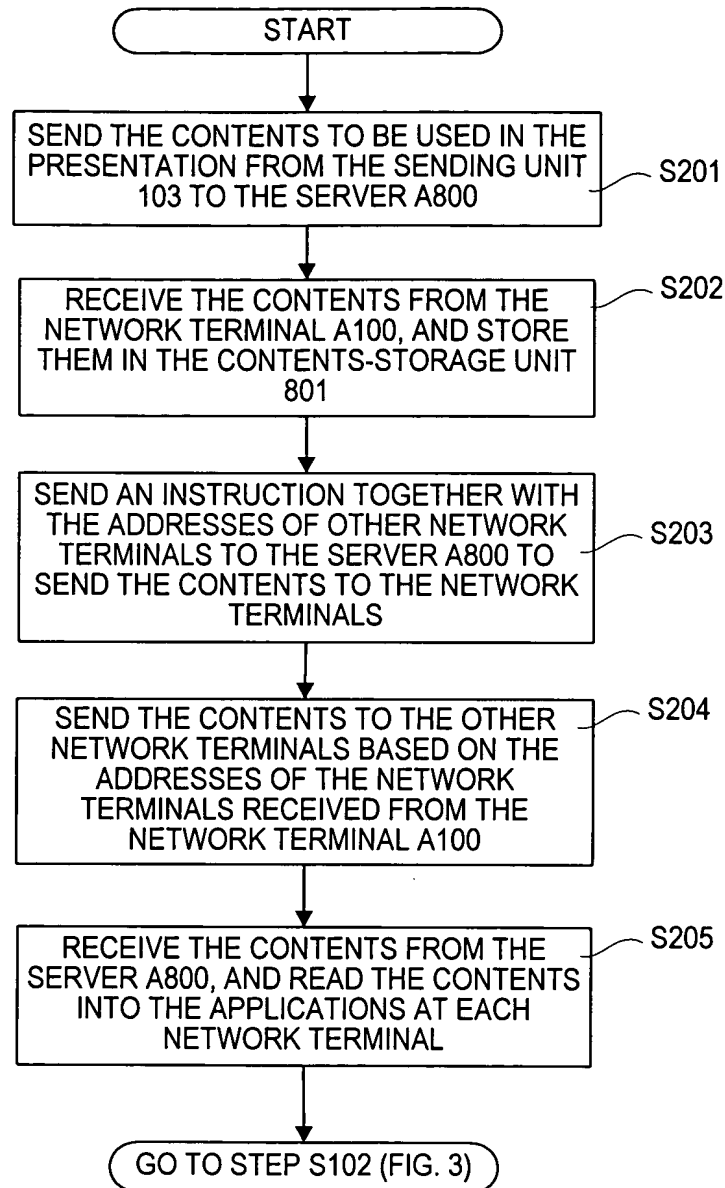 START
SEND THE CONTENTS TO BE USED IN THE
PRESENTATION FROM THE SENDING UNIT
103 TO THE SERVER A800
S201
RECEIVE THE CONTENTS FROM THE
NETWORK TERMINAL A100, AND STORE
THEM IN THE CONTENTS-STORAGE UNIT
801
S202
SEND AN INSTRUCTION TOGETHER WITH
THE ADDRESSES OF OTHER NETWORK
TERMINALS TO THE SERVER A800 TO
SEND THE CONTENTS TO THE NETWORK
TERMINALS
S203
SEND THE CONTENTS TO THE OTHER
NETWORK TERMINALS BASED ON THE
ADDRESSES OF THE NETWORK
TERMINALS RECEIVED FROM THE
NETWORK TERMINAL A100
S204
RECEIVE THE CONTENTS FROM THE
SERVER A800, AND READ THE CONTENTS
INTO THE APPLICATIONS AT EACH
NETWORK TERMINAL
S205
GO TO STEP S102 (FIG. 3)